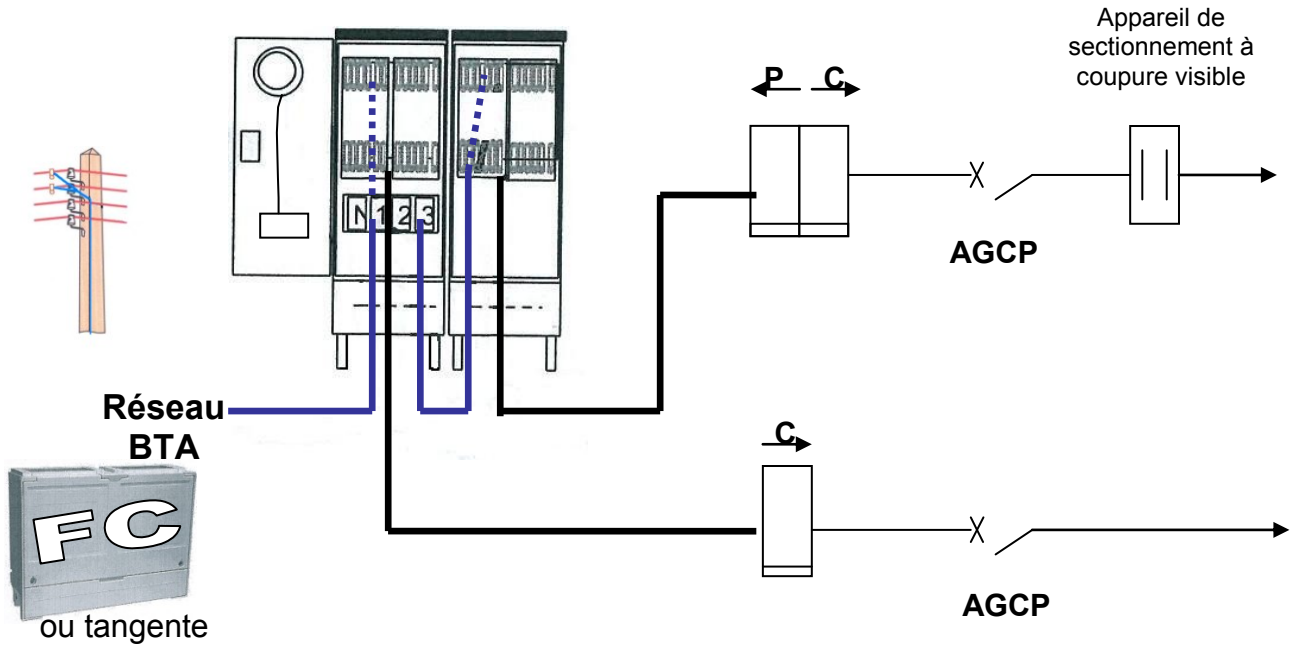 Appareil de
sectionnement à
coupure visible
P C
N 1 2 3
AGCP
Réseau
BTA
C
FC
AGCP
ou tangente